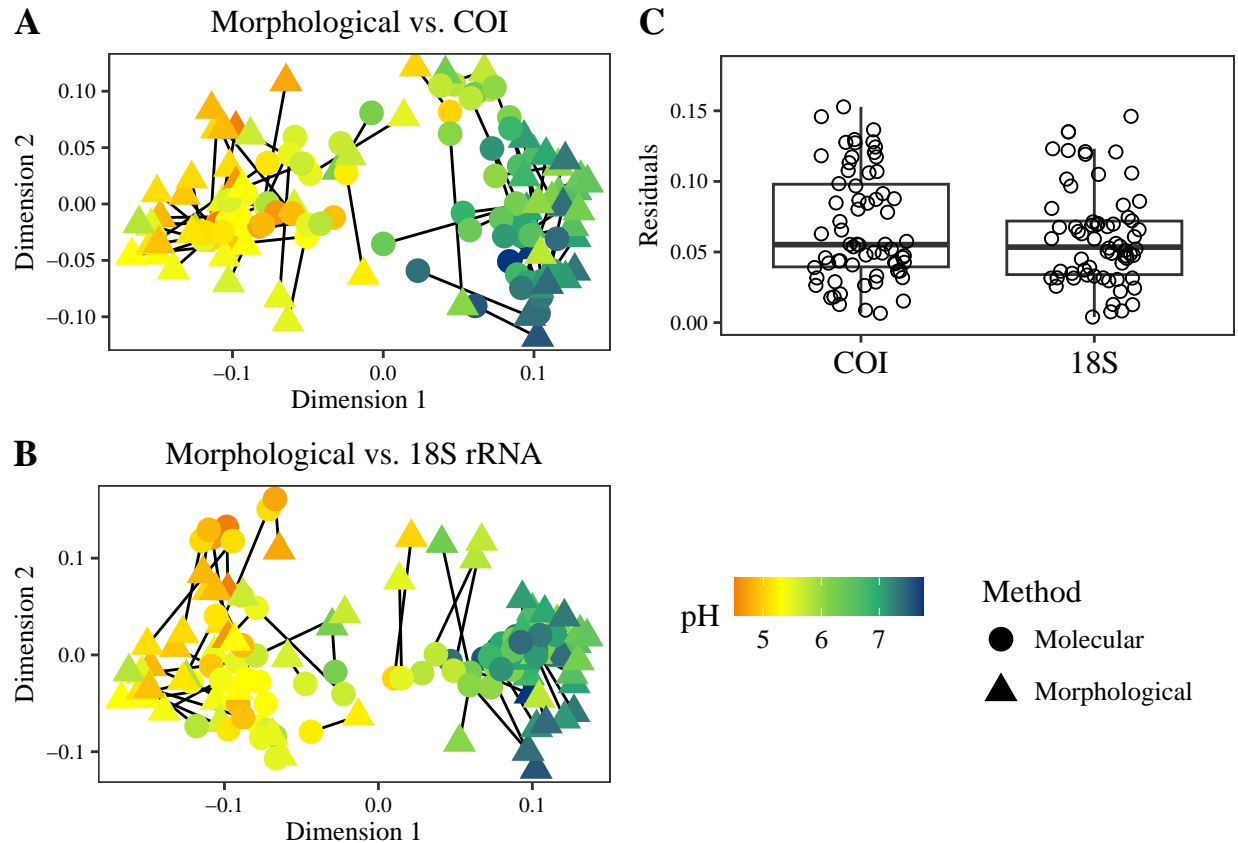 A
Morphological vs. COI
Dimension 2
0.10
0.05
0.00
−0.05
−0.10
−0.1
0.0
0.1
Dimension 1
C
Residuals
0.15
0.10
0.05
0.00
COI
18S
B
Morphological vs. 18S rRNA
Dimension 2
0.1
0.0
−0.1
−0.1
0.0
0.1
Dimension 1
pH
5
6
7
Method
Molecular
Morphological